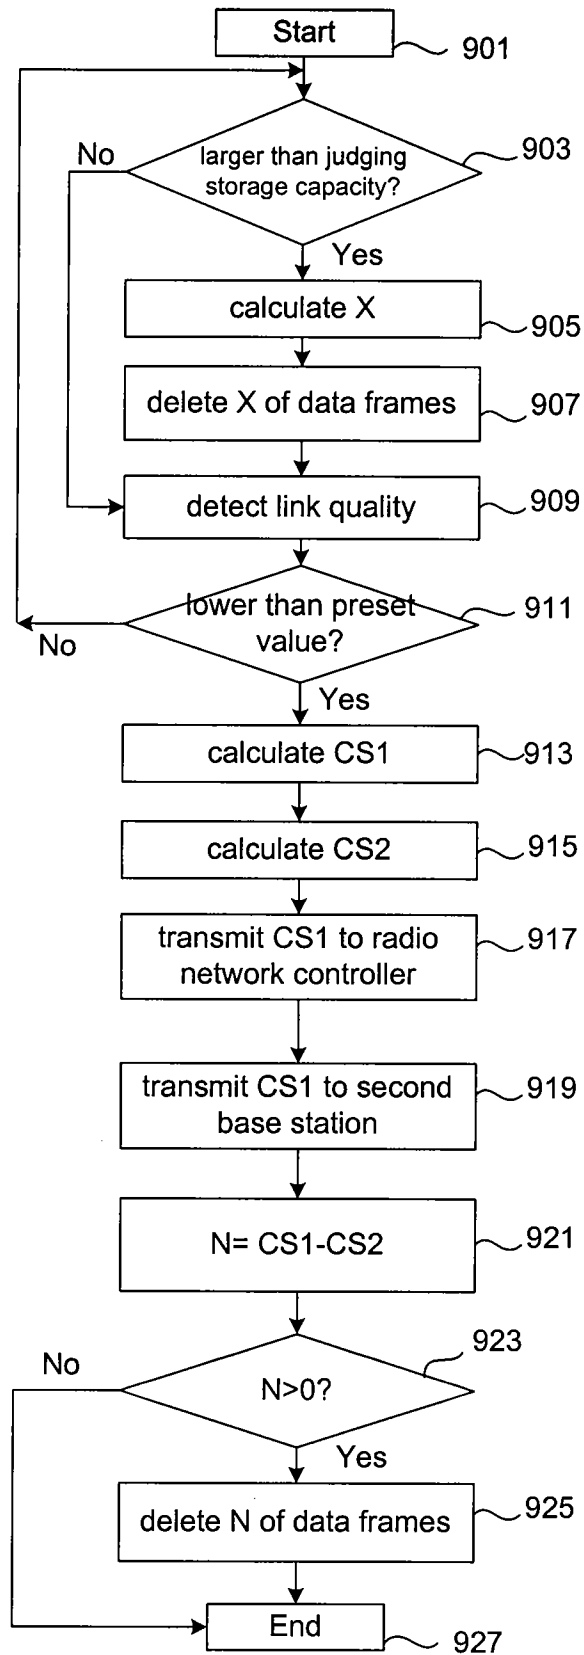 Start
901
No
larger than judging
storage capacity?
903
Yes
calculate X
905
delete X of data frames
907
detect link quality
909
lower than preset
value?
911
No
Yes
calculate CS1
913
calculate CS2
915
transmit CS1 to radio
network controller
917
transmit CS1 to second
base station
919
N= CS1-CS2
921
923
No
N>0?
Yes
delete N of data frames
925
End
927